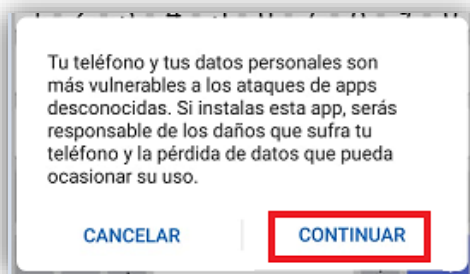 Tu teléfono y tus datos personales son
más vulnerables a los ataques de apps
desconocidas. Si instalas esta app, serás
responsable de los daños que sufra tu
teléfono y la pérdida de datos que pueda
ocasionar su uso.
CANCELAR CONTINUAR